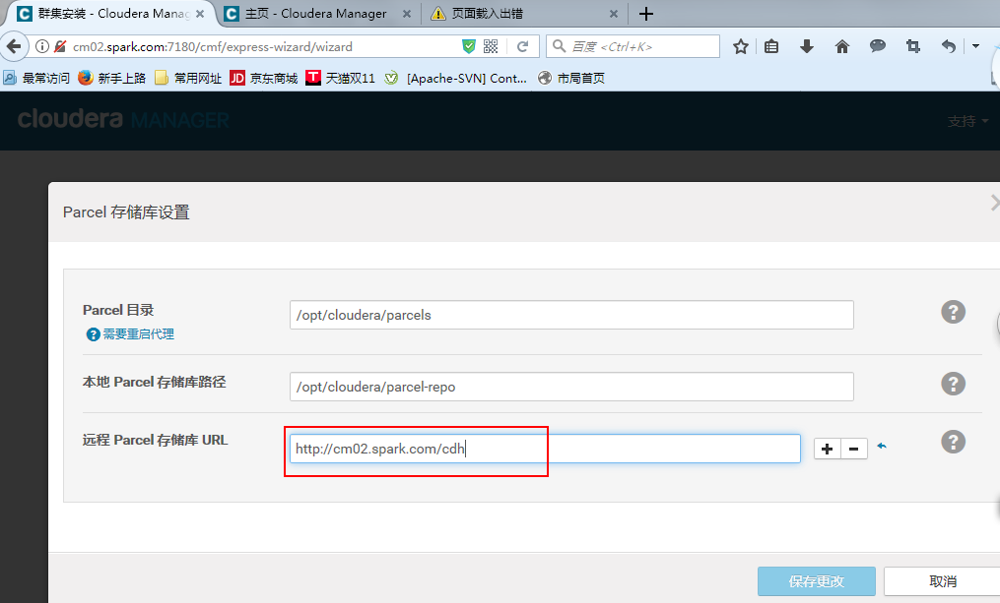 群集安装 - Cloudera Manag
主页 - Cloudera Manager
页面载入出错
cm02.spark.com:7180/cmf/express-wizard/wizard
百度 <Ctrl+K>
最常访问 新手上路 常用网址 JD 京东商城 T 天猫双11 [Apache-SVN] Cont... 市局首页
cloudera MANAGER
支持
Parcel 存储库设置
Parcel 目录
/opt/cloudera/parcels
?
? 需要重启代理
本地 Parcel 存储库路径
/opt/cloudera/parcel-repo
?
远程 Parcel 存储库 URL
http://cm02.spark.com/cdh
?
保存更改
取消